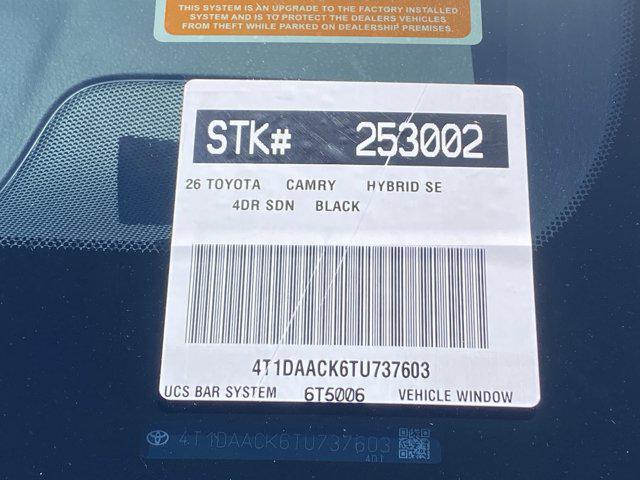 THIS SYSTEM IS AN UPGRADE TO THE FACTORY INSTALLED
SYSTEM AND IS TO PROTECT THE DEALERS VEHICLES
FROM THEFT WHILE PARKED ON DEALERSHIP PREMISES.
STK# 253002
26 TOYOTA CAMRY HYBRID SE
4DR SDN BLACK
4T1DAACK6TU737603
UCS BAR SYSTEM 6T5006 VEHICLE WINDOW
4T1DAACK6TU737603
401